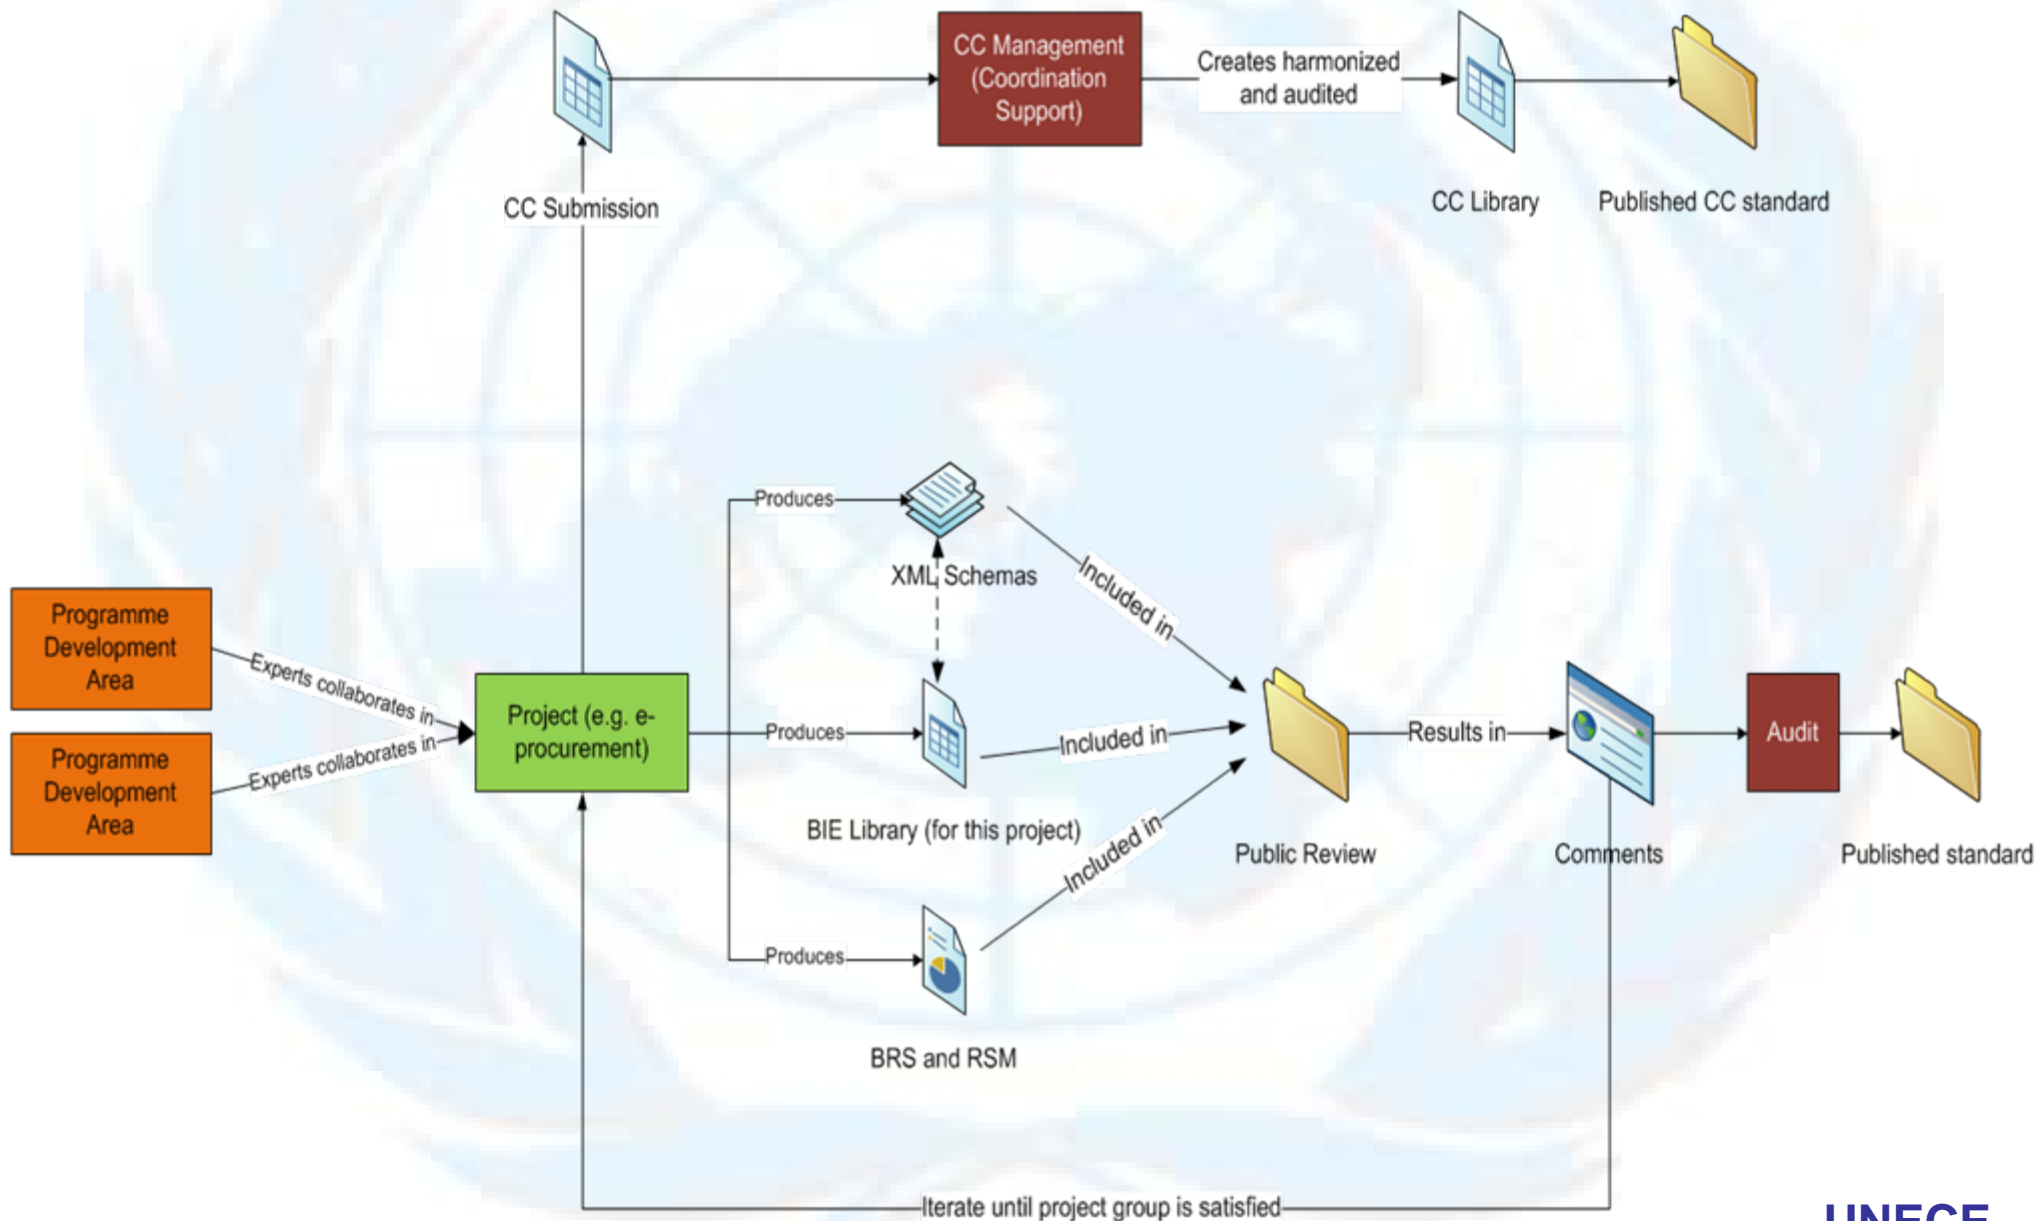 CC Management
(Coordination
Support)
Creates harmonized
and audited
CC Submission
CC Library
Published CC standard
Produces
XML Schemas
Included in
Programme
Development
Area
Experts collaborates in
Project (e.g. e-
procurement)
Produces
Included in
Results in
Audit
Programme
Development
Area
Experts collaborates in
BIE Library (for this project)
Included in
Public Review
Comments
Published standard
Produces
BRS and RSM
Iterate until project group is satisfied
UNECE